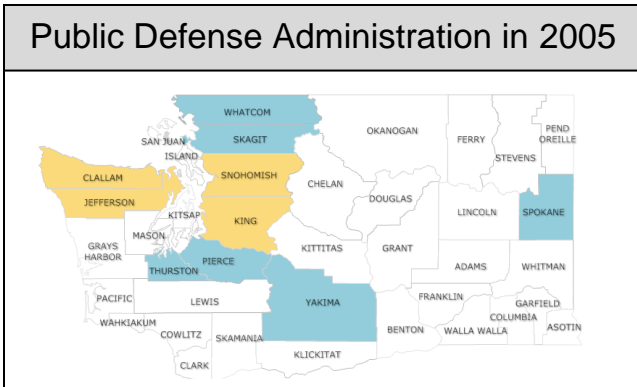 Public Defense Administration in 2005
WHATCOM
OKANOGAN
PEND
OREILLE
FERRY
STEVENS
SAN JUAN
SKAGIT
ISLAND
CLALLAM
SNOHOMISH
CHELAN
DOUGLAS
JEFFERSON
KITSAP
KING
LINCOLN
SPOKANE
MASON
GRAYS
HARBOR
KITTITAS
GRANT
PIERCE
THURSTON
ADAMS
WHITMAN
PACIFIC
LEWIS
YAKIMA
FRANKLIN
GARFIELD
COLUMBIA
WAHKIAKUM
COWLITZ
SKAMANIA
BENTON
WALLA WALLA
ASOTIN
KLICKITAT
CLARK